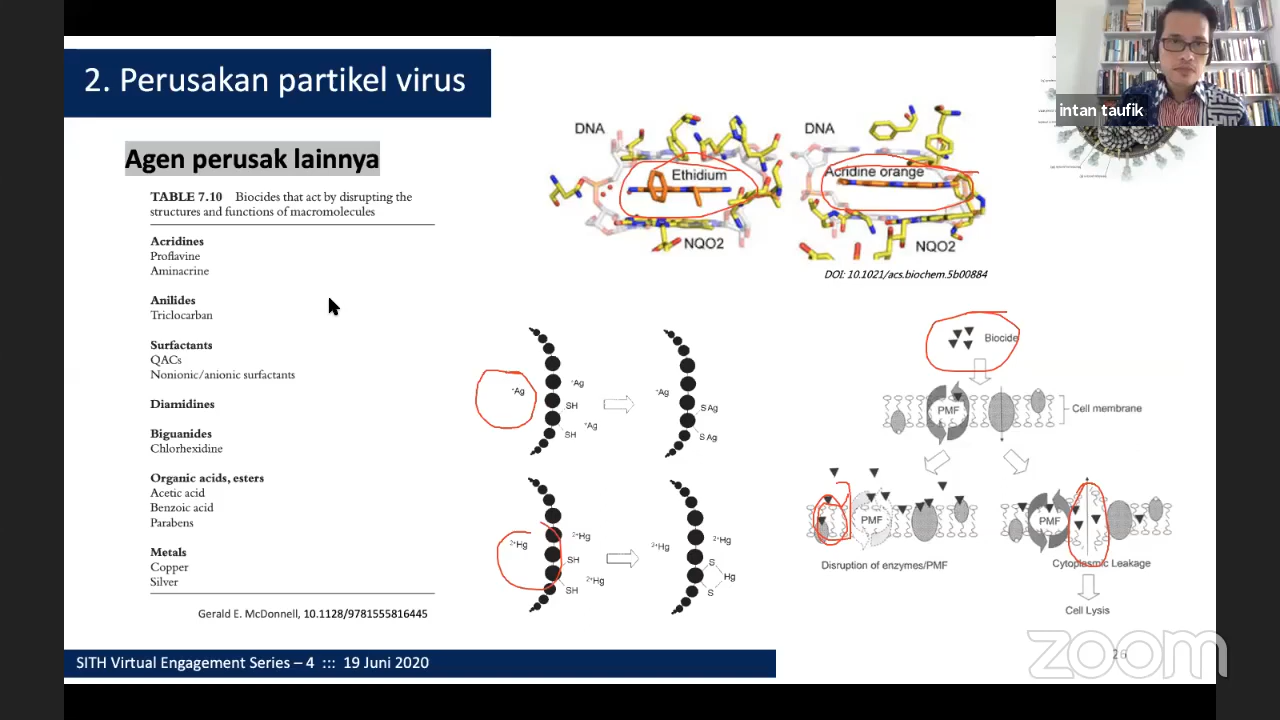 2. Perusakan partikel virus
intan taufik
Agen perusak lainnya
TABLE 7.10 Biocides that act by disrupting the
structures and functions of macromolecules
Acridines
Proflavine
Aminacrine
Anilides
Triclocarban
Surfactants
QACs
Nonionic/anionic surfactants
Diamidines
Biguanides
Chlorhexidine
Organic acids, esters
Acetic acid
Benzoic acid
Parabens
Metals
Copper
Silver
Gerald E. McDonnell, 10.1128/9781555816445
DNA
Ethidium
NQO2
DNA
Acridine orange
NQO2
DOI: 10.1021/acs.biochem.5b00884
⁺Ag
⁺Ag
SH
⁺Ag
SH
⁺Ag
S Ag
S Ag
²⁺Hg
²⁺Hg
SH
²⁺Hg
SH
²⁺Hg
²⁺Hg
S
Hg
S
Biocide
PMF
Cell membrane
PMF
PMF
Disruption of enzymes/PMF
Cytoplasmic Leakage
Cell Lysis
SITH Virtual Engagement Series – 4 ::: 19 Juni 2020
26
zoom